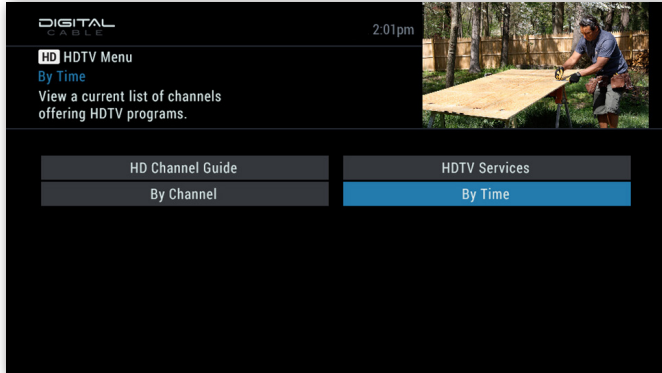 DIGITAL
CABLE
2:01pm
HD HDTV Menu
By Time
View a current list of channels
offering HDTV programs.
HD Channel Guide
HDTV Services
By Channel
By Time